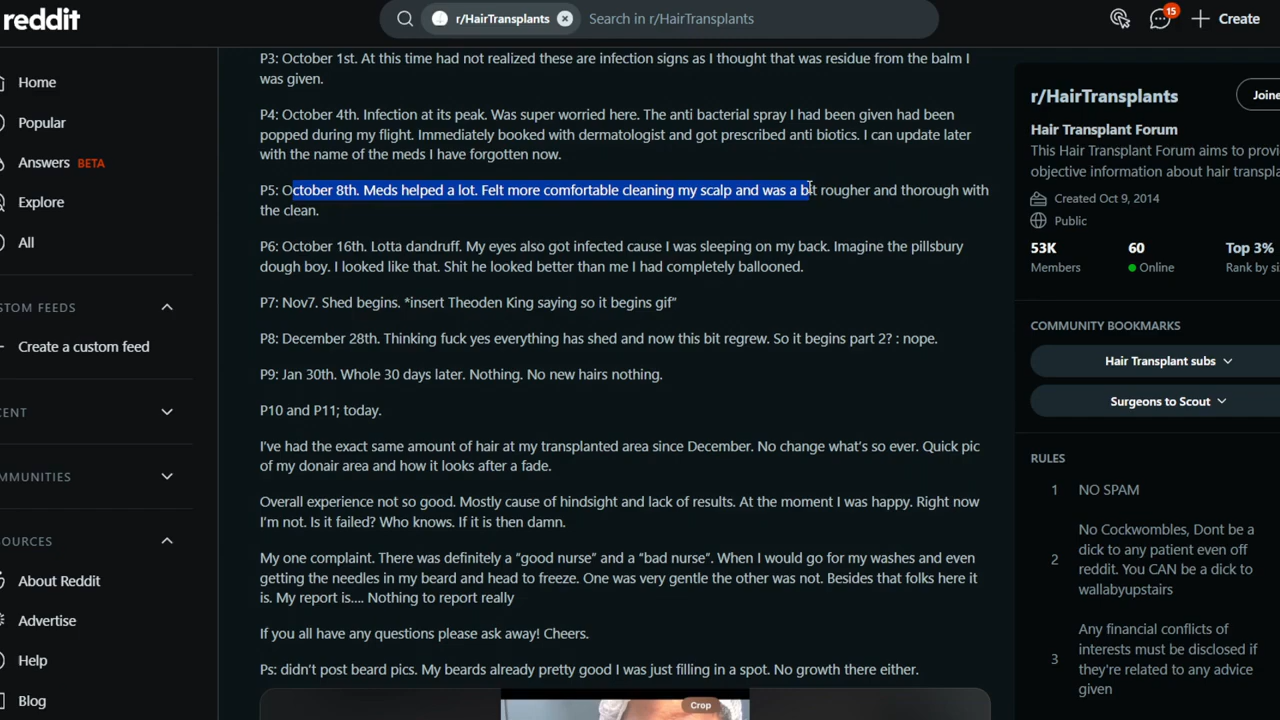 reddit
r/HairTransplants
Search in r/HairTransplants
15
Create
Home
Popular
Answers BETA
Explore
All
STOM FEEDS
Create a custom feed
CENT
MMUNITIES
SOURCES
About Reddit
Advertise
Help
Blog
P3: October 1st. At this time had not realized these are infection signs as I thought that was residue from the balm I
was given.
P4: October 4th. Infection at its peak. Was super worried here. The anti bacterial spray I had been given had been
popped during my flight. Immediately booked with dermatologist and got prescribed anti biotics. I can update later
with the name of the meds I have forgotten now.
P5: October 8th. Meds helped a lot. Felt more comfortable cleaning my scalp and was a bit rougher and thorough with
the clean.
P6: October 16th. Lotta dandruff. My eyes also got infected cause I was sleeping on my back. Imagine the pillsbury
dough boy. I looked like that. Shit he looked better than me I had completely ballooned.
P7: Nov7. Shed begins. *insert Theoden King saying so it begins gif”
P8: December 28th. Thinking fuck yes everything has shed and now this bit regrew. So it begins part 2? : nope.
P9: Jan 30th. Whole 30 days later. Nothing. No new hairs nothing.
P10 and P11; today.
I’ve had the exact same amount of hair at my transplanted area since December. No change what’s so ever. Quick pic
of my donair area and how it looks after a fade.
Overall experience not so good. Mostly cause of hindsight and lack of results. At the moment I was happy. Right now
I’m not. Is it failed? Who knows. If it is then damn.
My one complaint. There was definitely a “good nurse” and a “bad nurse”. When I would go for my washes and even
getting the needles in my beard and head to freeze. One was very gentle the other was not. Besides that folks here it
is. My report is.... Nothing to report really
If you all have any questions please ask away! Cheers.
Ps: didn’t post beard pics. My beards already pretty good I was just filling in a spot. No growth there either.
Crop
r/HairTransplants
Joine
Hair Transplant Forum
This Hair Transplant Forum aims to provi
objective information about hair transpla
Created Oct 9, 2014
Public
53K
Members
60
Online
Top 3%
Rank by si
COMMUNITY BOOKMARKS
Hair Transplant subs
Surgeons to Scout
RULES
1 NO SPAM
2 No Cockwombles, Dont be a
dick to any patient even off
reddit. You CAN be a dick to
wallabyupstairs
3 Any financial conflicts of
interests must be disclosed if
they're related to any advice
given